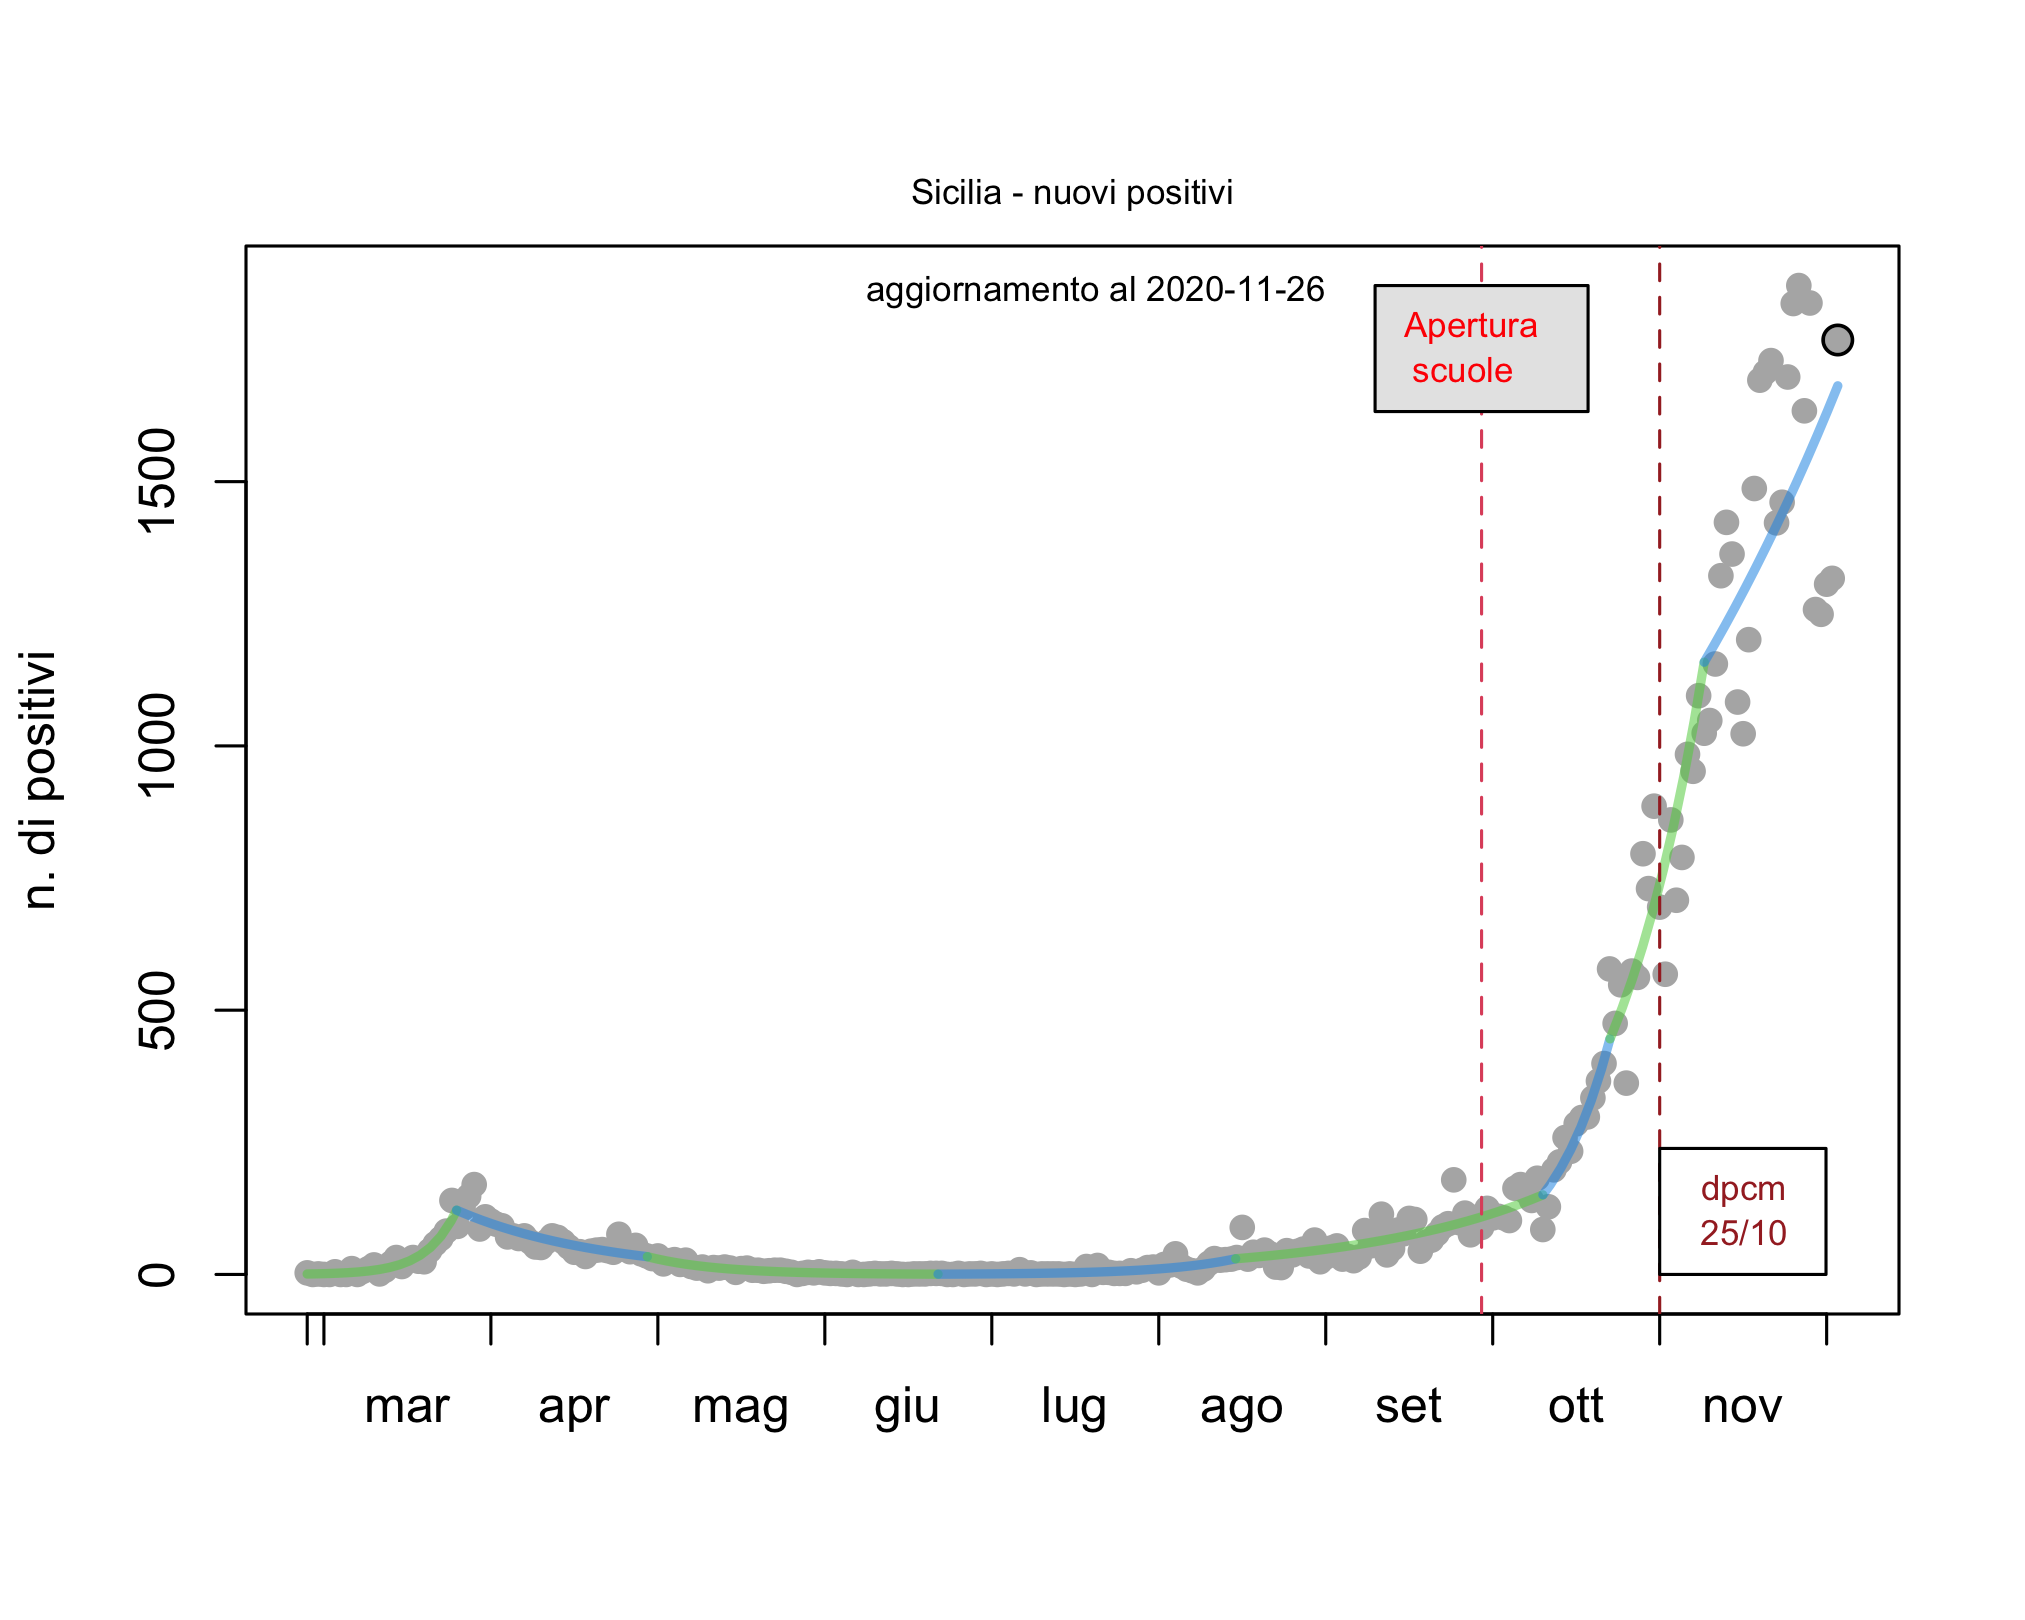 Sicilia - nuovi positivi
aggiornamento al 2020-11-26
Apertura
scuole
n. di positivi
1500
1000
500
0
dpcm
25/10
mar apr mag giu lug ago set ott nov